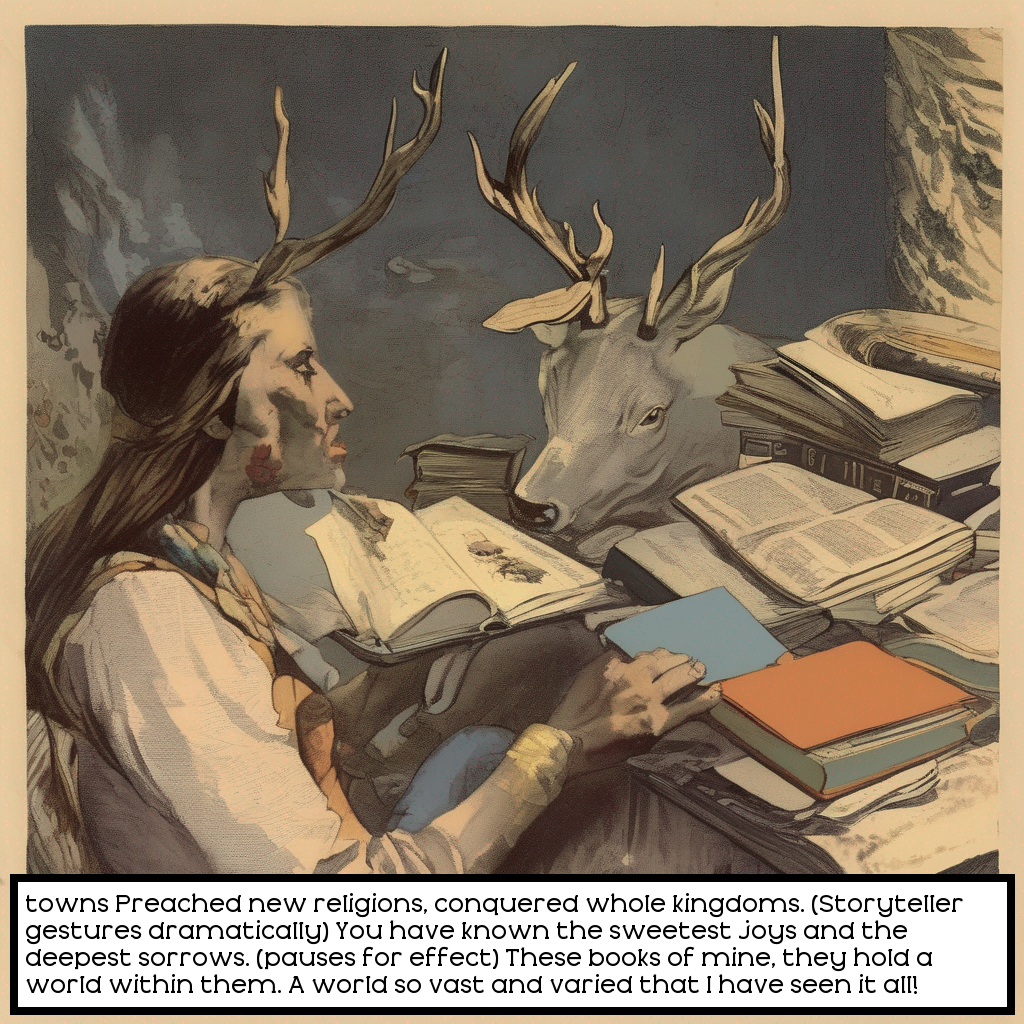 towns Preached new religions, conquered whole kingdoms. (Storyteller
gestures dramatically) You have known the sweetest Joys and the
deepest sorrows. (pauses for effect) These books of mine, they hold a
world within them. A world so vast and varied that I have seen it all!